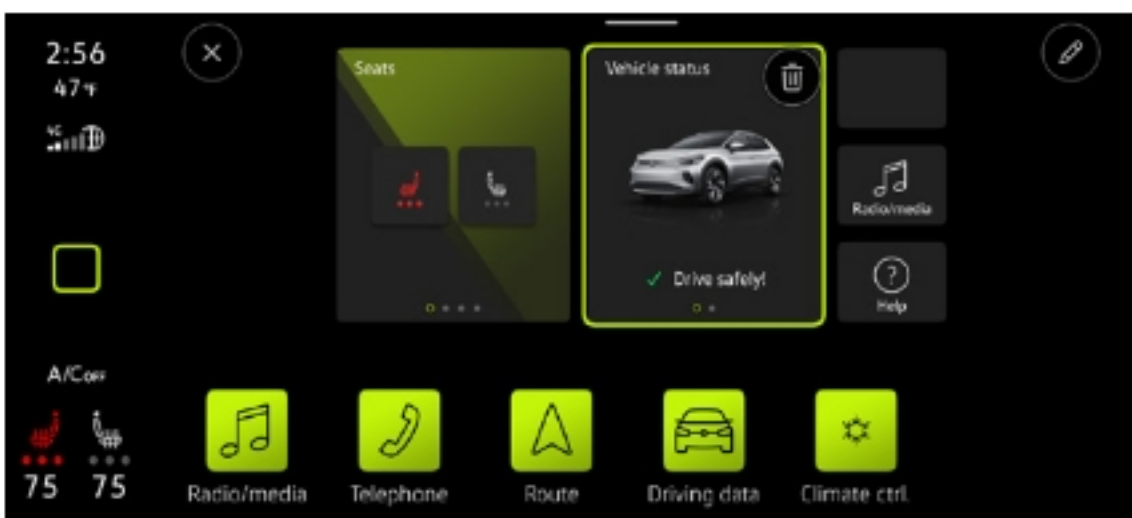 2:56
47°F
4G
Seats
Vehicle status
Radio/media
Drive safely!
?
Help
A/C OFF
75 75
Radio/media Telephone Route Driving data Climate ctrl.